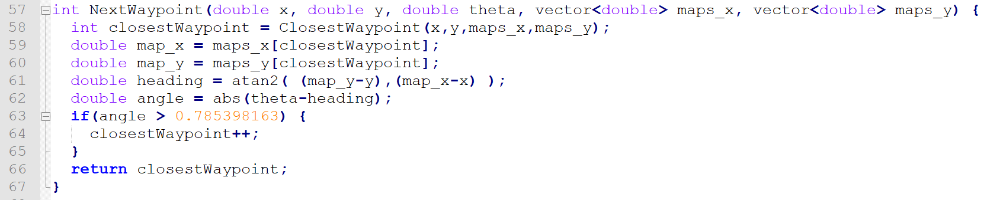 57 int NextWaypoint(double x, double y, double theta, vector<double> maps_x, vector<double> maps_y) {
58   int closestWaypoint = ClosestWaypoint(x,y,maps_x,maps_y);
59   double map_x = maps_x[closestWaypoint];
60   double map_y = maps_y[closestWaypoint];
61   double heading = atan2( (map_y-y),(map_x-x) );
62   double angle = abs(theta-heading);
63   if(angle > 0.785398163) {
64     closestWaypoint++;
65   }
66   return closestWaypoint;
67 }